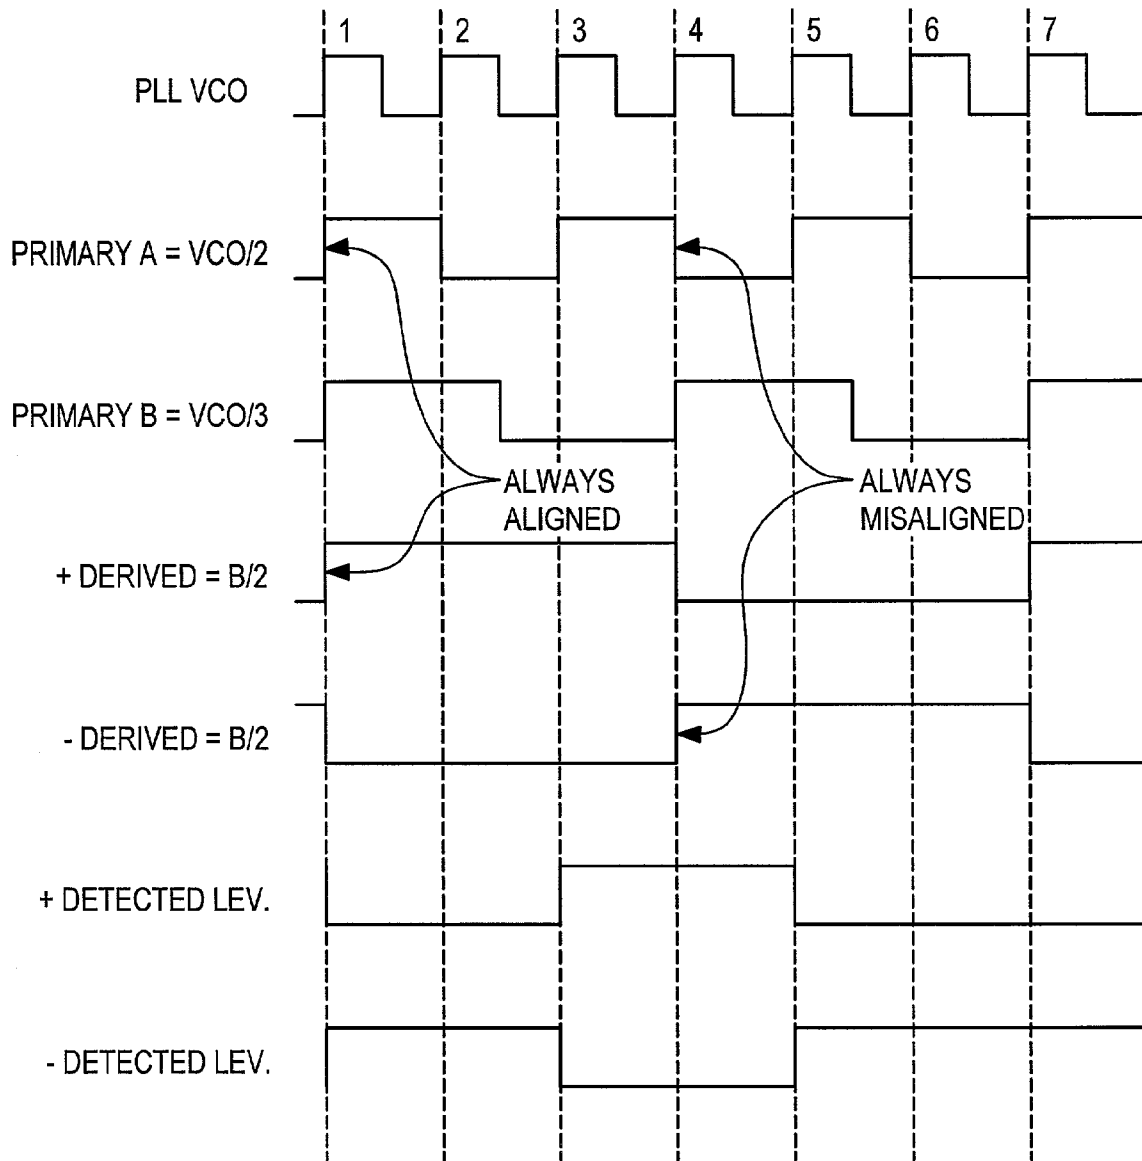 1 2 3 4 5 6 7
PLL VCO
PRIMARY A = VCO/2
PRIMARY B = VCO/3
ALWAYS
ALIGNED
ALWAYS
MISALIGNED
+ DERIVED = B/2
- DERIVED = B/2
+ DETECTED LEV.
- DETECTED LEV.